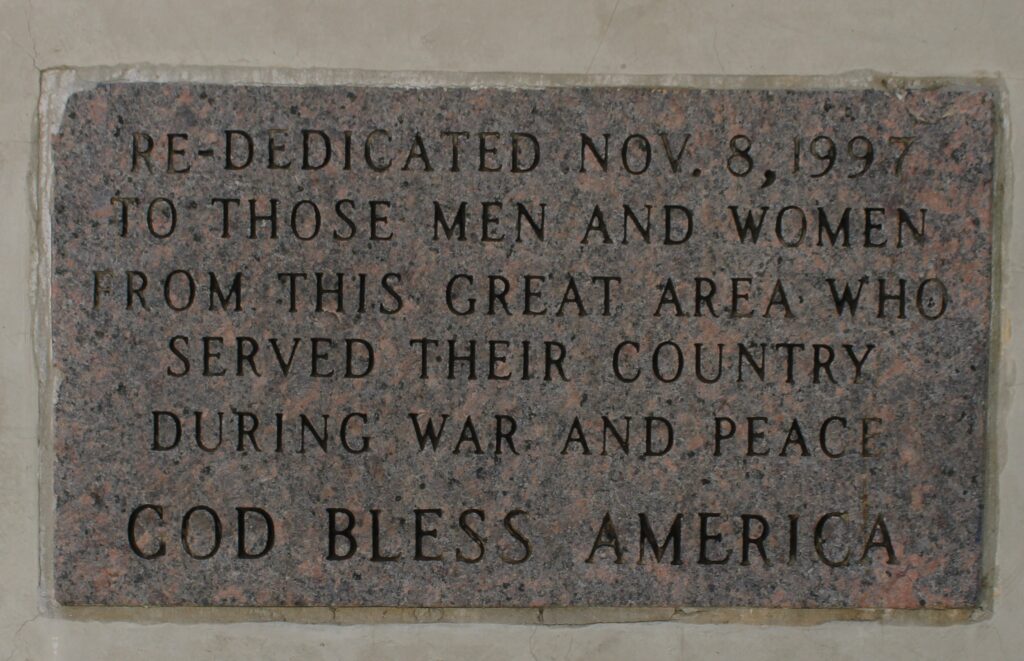 RE-DEDICATED NOV. 8, 1997
TO THOSE MEN AND WOMEN
FROM THIS GREAT AREA WHO
SERVED THEIR COUNTRY
DURING WAR AND PEACE
GOD BLESS AMERICA